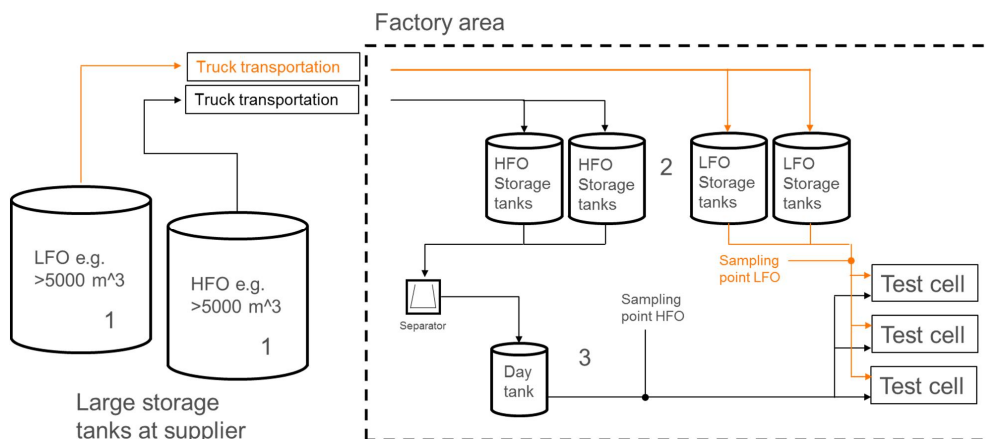 Factory area
Truck transportation
Truck transportation
HFO
Storage
tanks
HFO
Storage
tanks
2
LFO
Storage
tanks
LFO
Storage
tanks
LFO e.g.
>5000 m^3
1
HFO e.g.
>5000 m^3
1
Sampling
point LFO
Separator
Sampling
point HFO
Test cell
Test cell
Test cell
Day
tank
3
Large storage
tanks at supplier